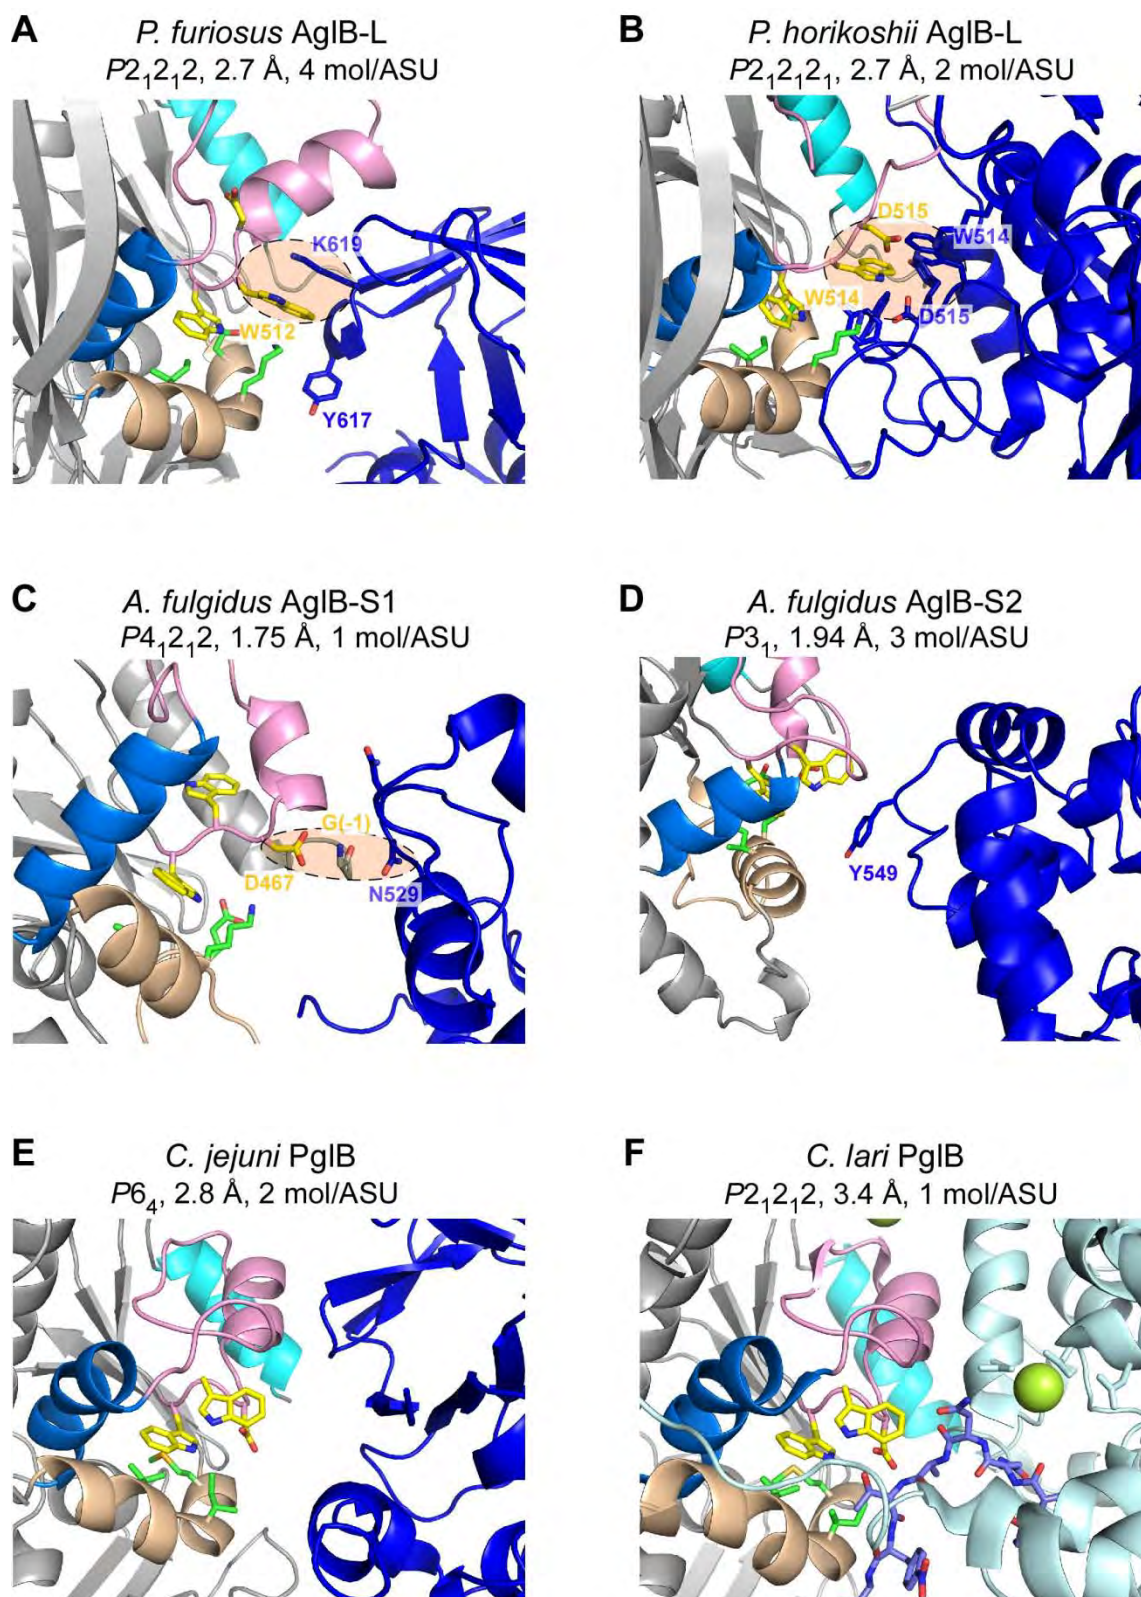 A
P. furiosus AglB-L
P2₁2₁2, 2.7 Å, 4 mol/ASU
K619
W512
Y617
B
P. horikoshii AglB-L
P2₁2₁2₁, 2.7 Å, 2 mol/ASU
D515
W514
W514
D515
C
A. fulgidus AglB-S1
P4₁2₁2, 1.75 Å, 1 mol/ASU
G(-1)
D467
N529
D
A. fulgidus AglB-S2
P3₁, 1.94 Å, 3 mol/ASU
Y549
E
C. jejuni PglB
P6₄, 2.8 Å, 2 mol/ASU
F
C. lari PglB
P2₁2₁2, 3.4 Å, 1 mol/ASU